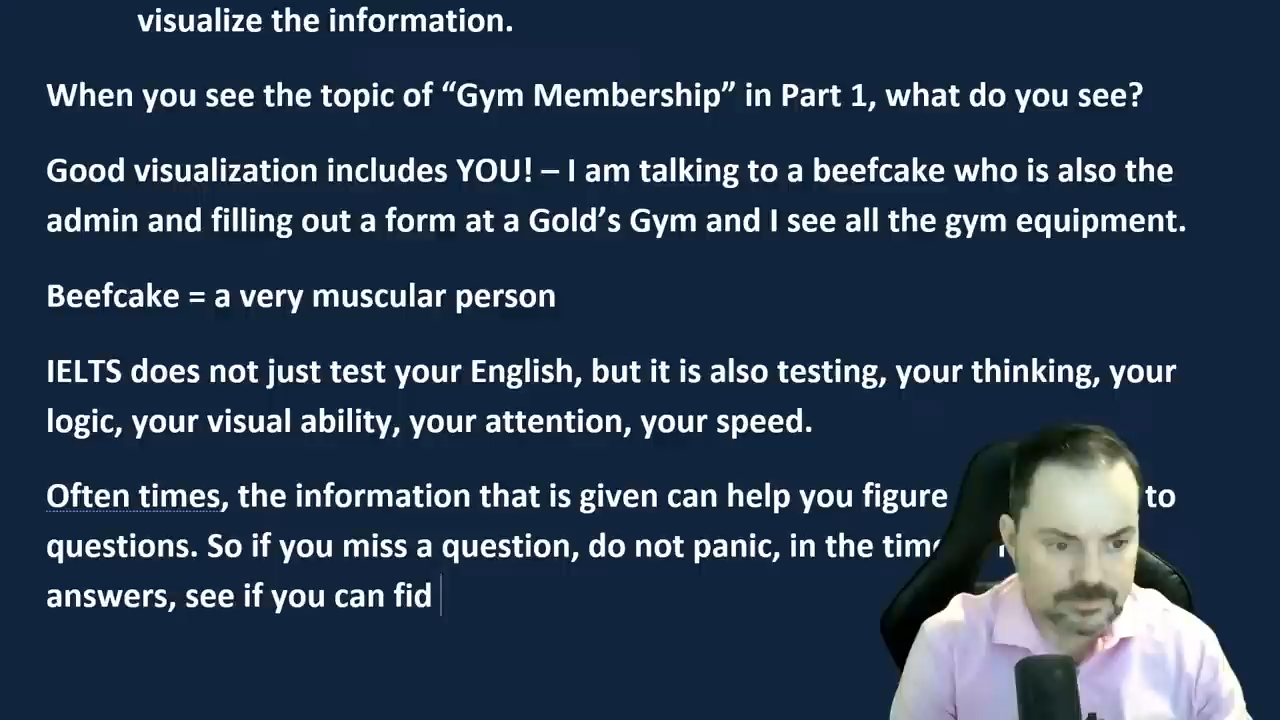 visualize the information.
When you see the topic of “Gym Membership” in Part 1, what do you see?
Good visualization includes YOU! – I am talking to a beefcake who is also the
admin and filling out a form at a Gold’s Gym and I see all the gym equipment.
Beefcake = a very muscular person
IELTS does not just test your English, but it is also testing, your thinking, your
logic, your visual ability, your attention, your speed.
Often times, the information that is given can help you figure to
questions. So if you miss a question, do not panic, in the
answers, see if you can fid